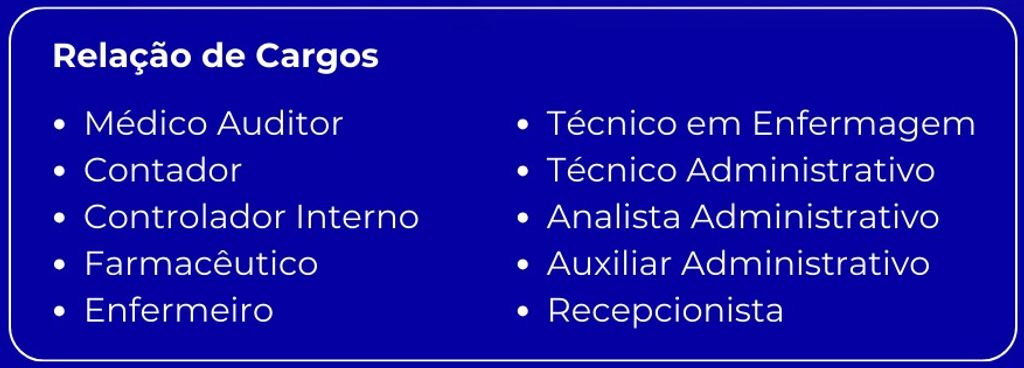 Relação de Cargos
• Médico Auditor
• Contador
• Controlador Interno
• Farmacêutico
• Enfermeiro
• Técnico em Enfermagem
• Técnico Administrativo
• Analista Administrativo
• Auxiliar Administrativo
• Recepcionista